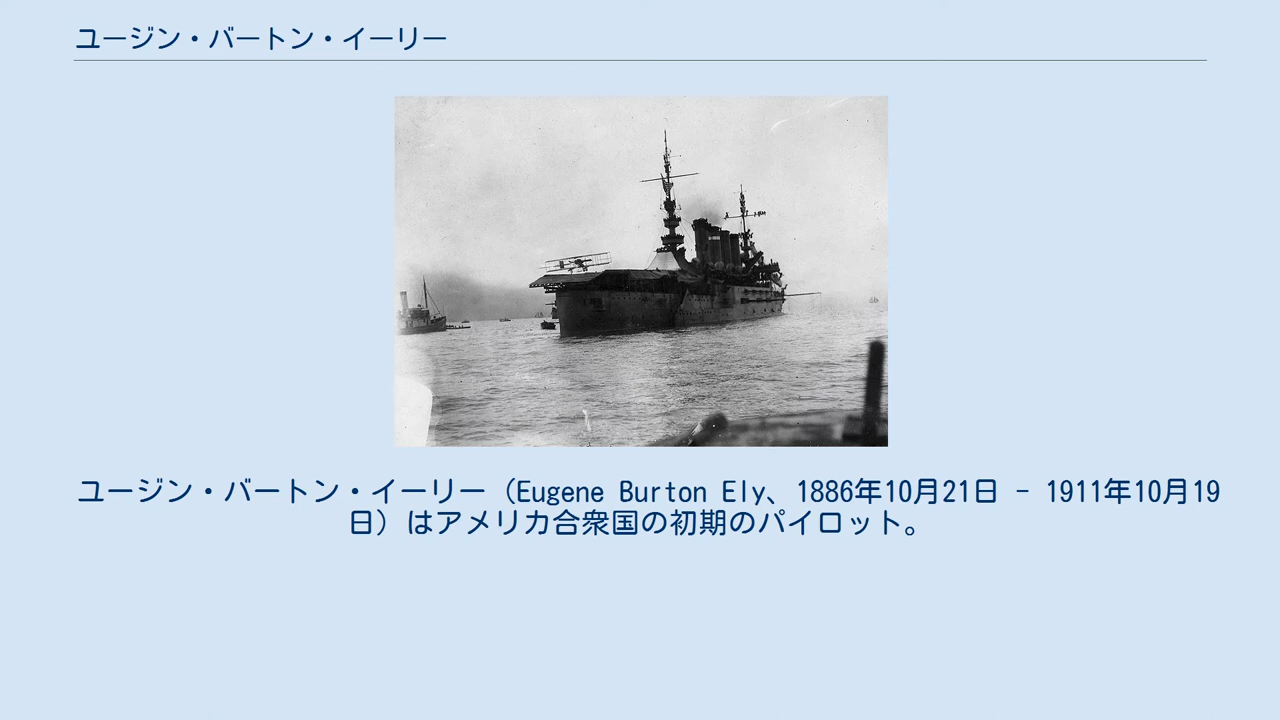 ユージン・バートン・イーリー
ユージン・バートン・イーリー（Eugene Burton Ely、1886年10月21日 - 1911年10月19
日）はアメリカ合衆国の初期のパイロット。